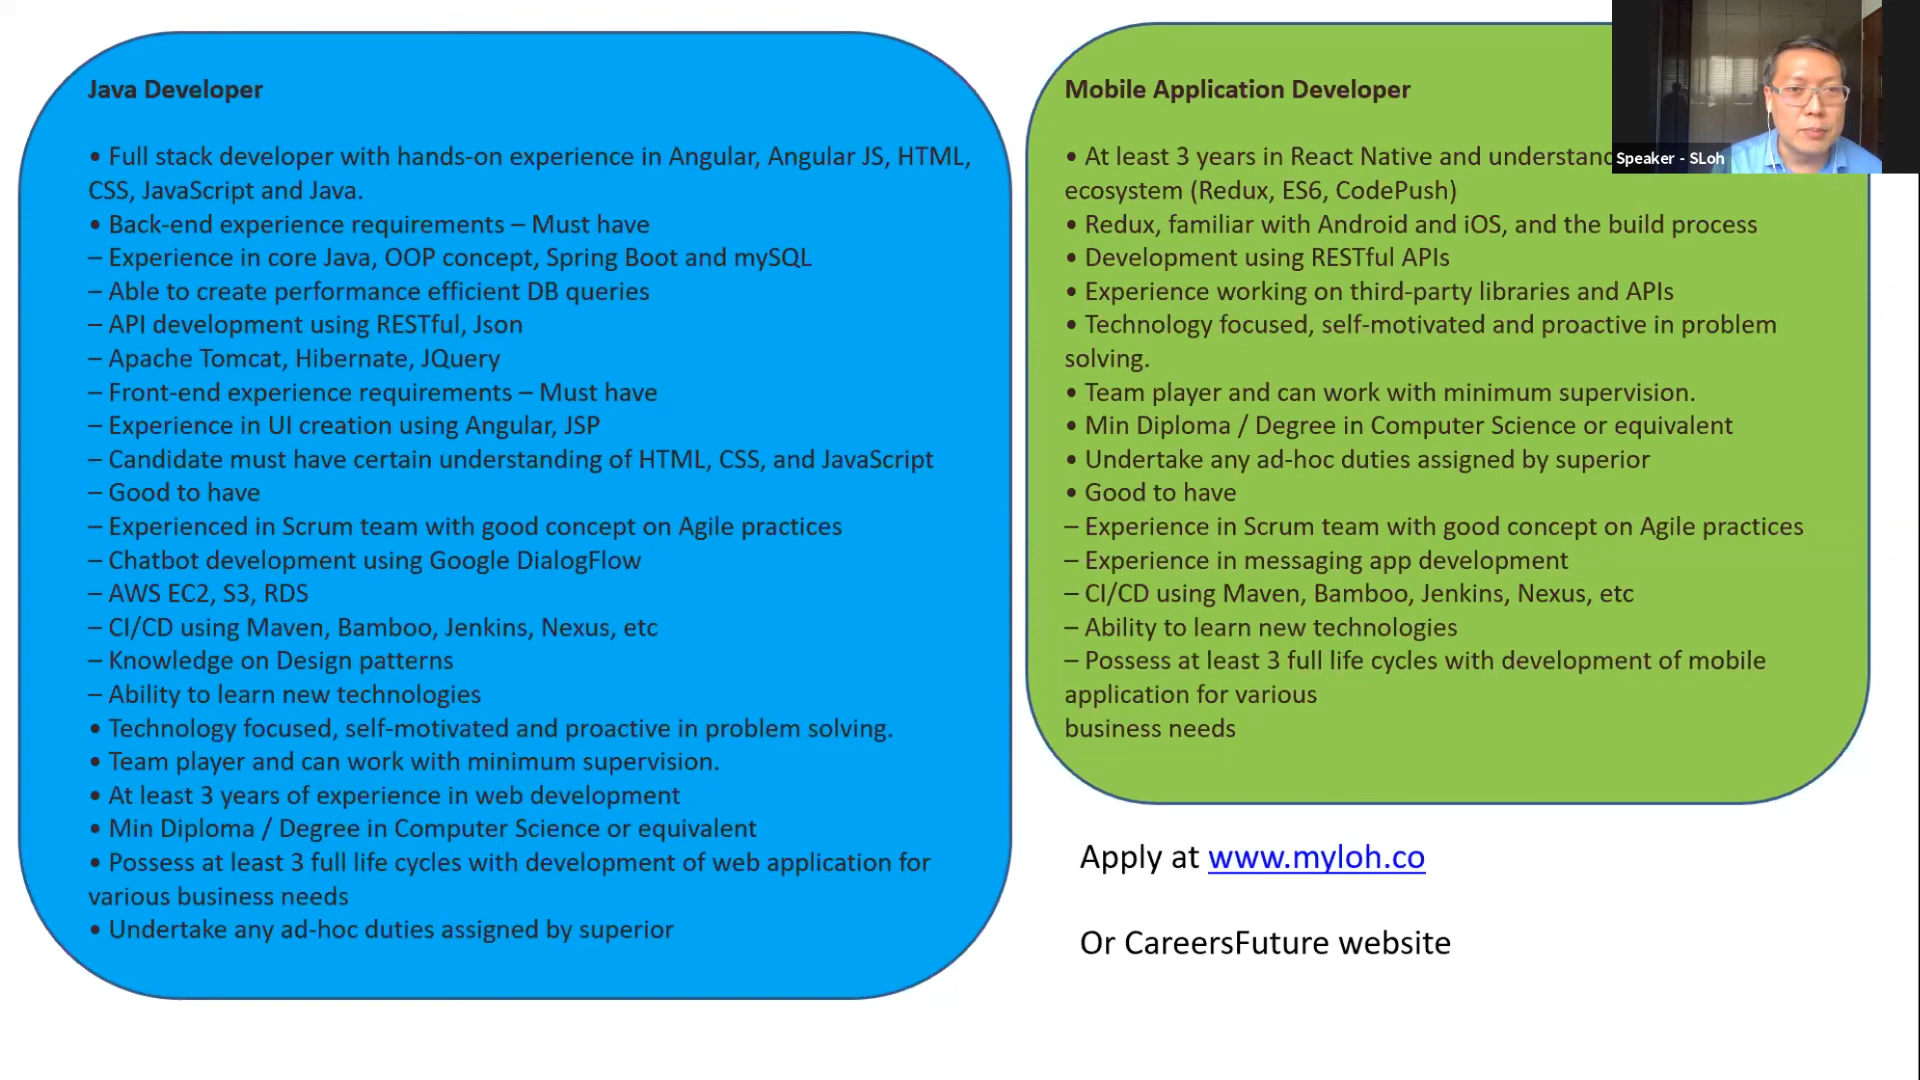 Java Developer
• Full stack developer with hands-on experience in Angular, Angular JS, HTML,
CSS, JavaScript and Java.
• Back-end experience requirements – Must have
– Experience in core Java, OOP concept, Spring Boot and mySQL
– Able to create performance efficient DB queries
– API development using RESTful, Json
– Apache Tomcat, Hibernate, JQuery
– Front-end experience requirements – Must have
– Experience in UI creation using Angular, JSP
– Candidate must have certain understanding of HTML, CSS, and JavaScript
– Good to have
– Experienced in Scrum team with good concept on Agile practices
– Chatbot development using Google DialogFlow
– AWS EC2, S3, RDS
– CI/CD using Maven, Bamboo, Jenkins, Nexus, etc
– Knowledge on Design patterns
– Ability to learn new technologies
• Technology focused, self-motivated and proactive in problem solving.
• Team player and can work with minimum supervision.
• At least 3 years of experience in web development
• Min Diploma / Degree in Computer Science or equivalent
• Possess at least 3 full life cycles with development of web application for
various business needs
• Undertake any ad-hoc duties assigned by superior
Mobile Application Developer
• At least 3 years in React Native and understand
ecosystem (Redux, ES6, CodePush)
• Redux, familiar with Android and iOS, and the build process
• Development using RESTful APIs
• Experience working on third-party libraries and APIs
• Technology focused, self-motivated and proactive in problem
solving.
• Team player and can work with minimum supervision.
• Min Diploma / Degree in Computer Science or equivalent
• Undertake any ad-hoc duties assigned by superior
• Good to have
– Experience in Scrum team with good concept on Agile practices
– Experience in messaging app development
– CI/CD using Maven, Bamboo, Jenkins, Nexus, etc
– Ability to learn new technologies
– Possess at least 3 full life cycles with development of mobile
application for various
business needs
Speaker - SLoh
Apply at www.myloh.co
Or CareersFuture website